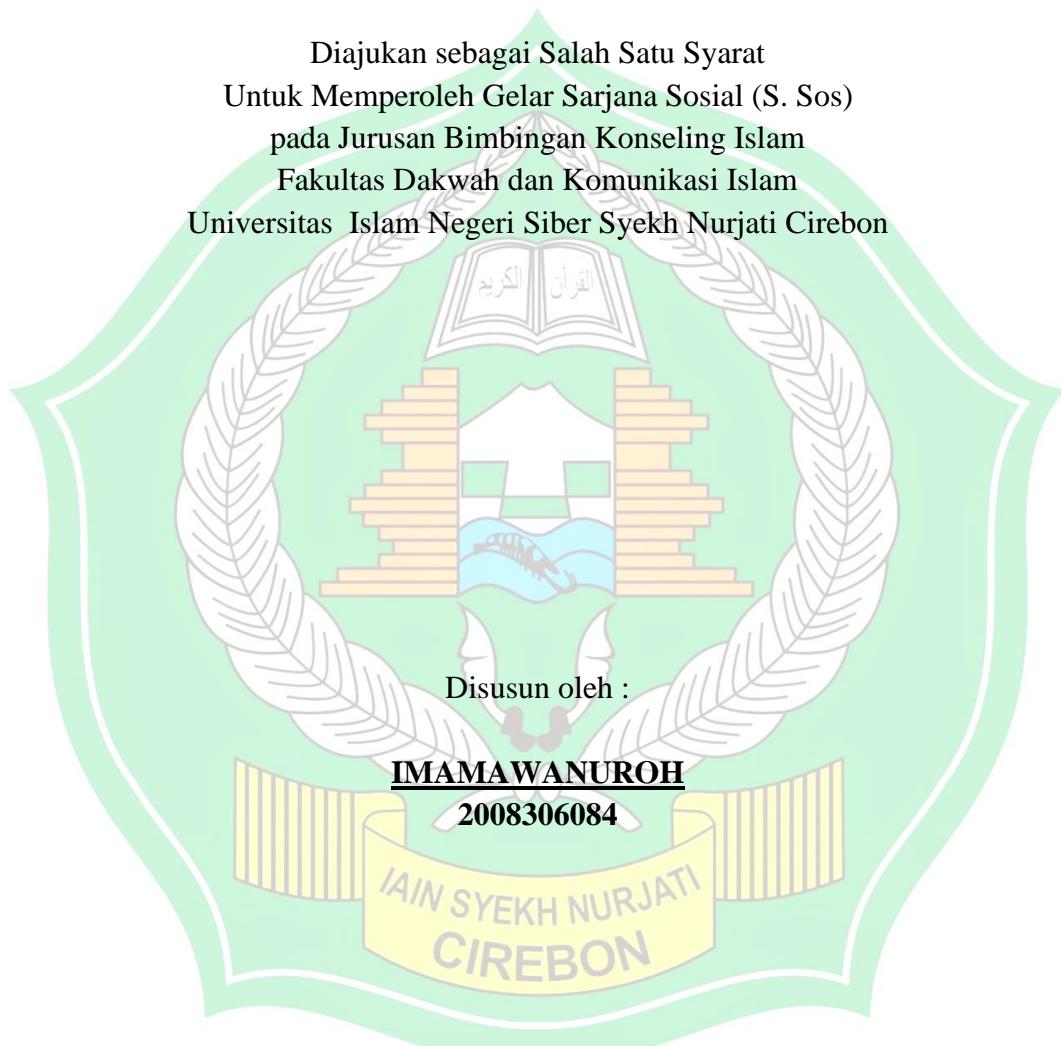 Diajukan sebagai Salah Satu Syarat
Untuk Memperoleh Gelar Sarjana Sosial (S. Sos)
pada Jurusan Bimbingan Konseling Islam
Fakultas Dakwah dan Komunikasi Islam
Universitas Islam Negeri Siber Syekh Nurjati Cirebon
القرآن الكريم
Disusun oleh :
IMAMAWANUROH
2008306084
IAIN SYEKH NURJATI
CIREBON